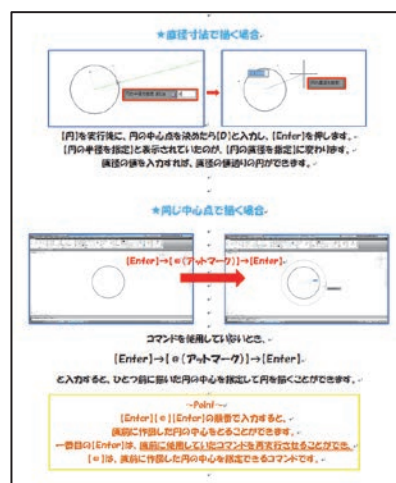 ★直径寸法で描く場合
[円]を実行後に、円の中心点を決めたら[D]と入力し、[Enter]を押します。
[円の半径を指定]と表示されていたのが、[円の直径を指定]に変わります。
直径の値を入力すれば、直径の値通りの円ができます。
★同じ中心点で描く場合
[Enter]→[@(アットマーク)]→[Enter]
コマンドを使用していないとき、
[Enter]→[@(アットマーク)]→[Enter]
と入力すると、ひとつ前に描いた円の中心を指定して円を描くことができます。
~Point~
[Enter][@][Enter]の順番で入力すると、
直前に作図した円の中心をとることができます。
一番目の[Enter]は、直前に使用していたコマンドを再実行させることができ、
[@]は、直前に作図した円の中心を指定できるコマンドです。